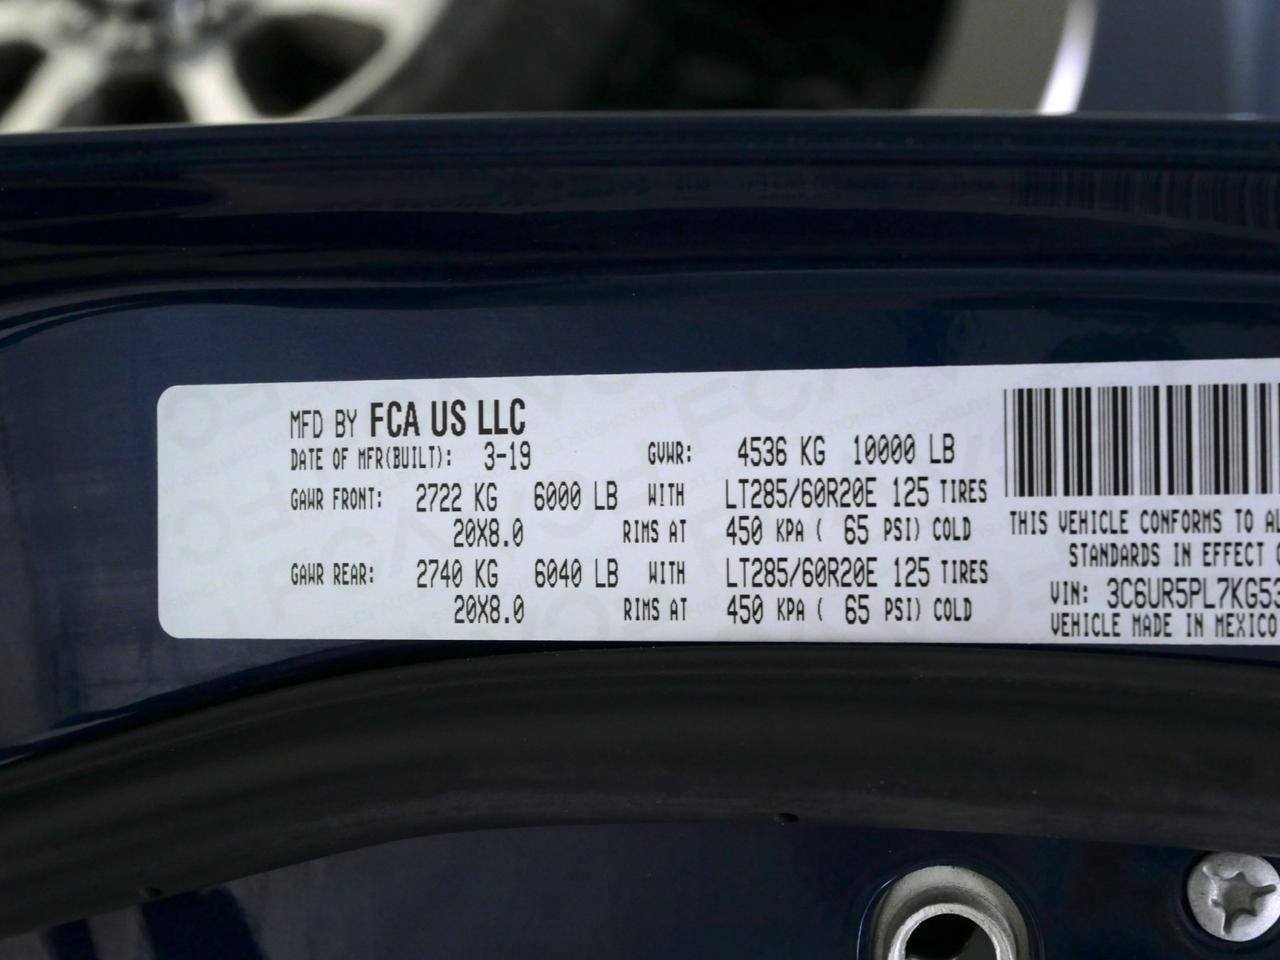 MFD BY FCA US LLC
DATE OF MFR(BUILT): 3-19 GVWR: 4536 KG 10000 LB
GAWR FRONT: 2722 KG 6000 LB WITH LT285/60R20E 125 TIRES
20X8.0 RIMS AT 450 KPA ( 65 PSI) COLD
GAWR REAR: 2740 KG 6040 LB WITH LT285/60R20E 125 TIRES
20X8.0 RIMS AT 450 KPA ( 65 PSI) COLD
THIS VEHICLE CONFORMS TO
STANDARDS IN EFFECT
VIN: 3C6UR5PL7KG53
VEHICLE MADE IN MEXICO